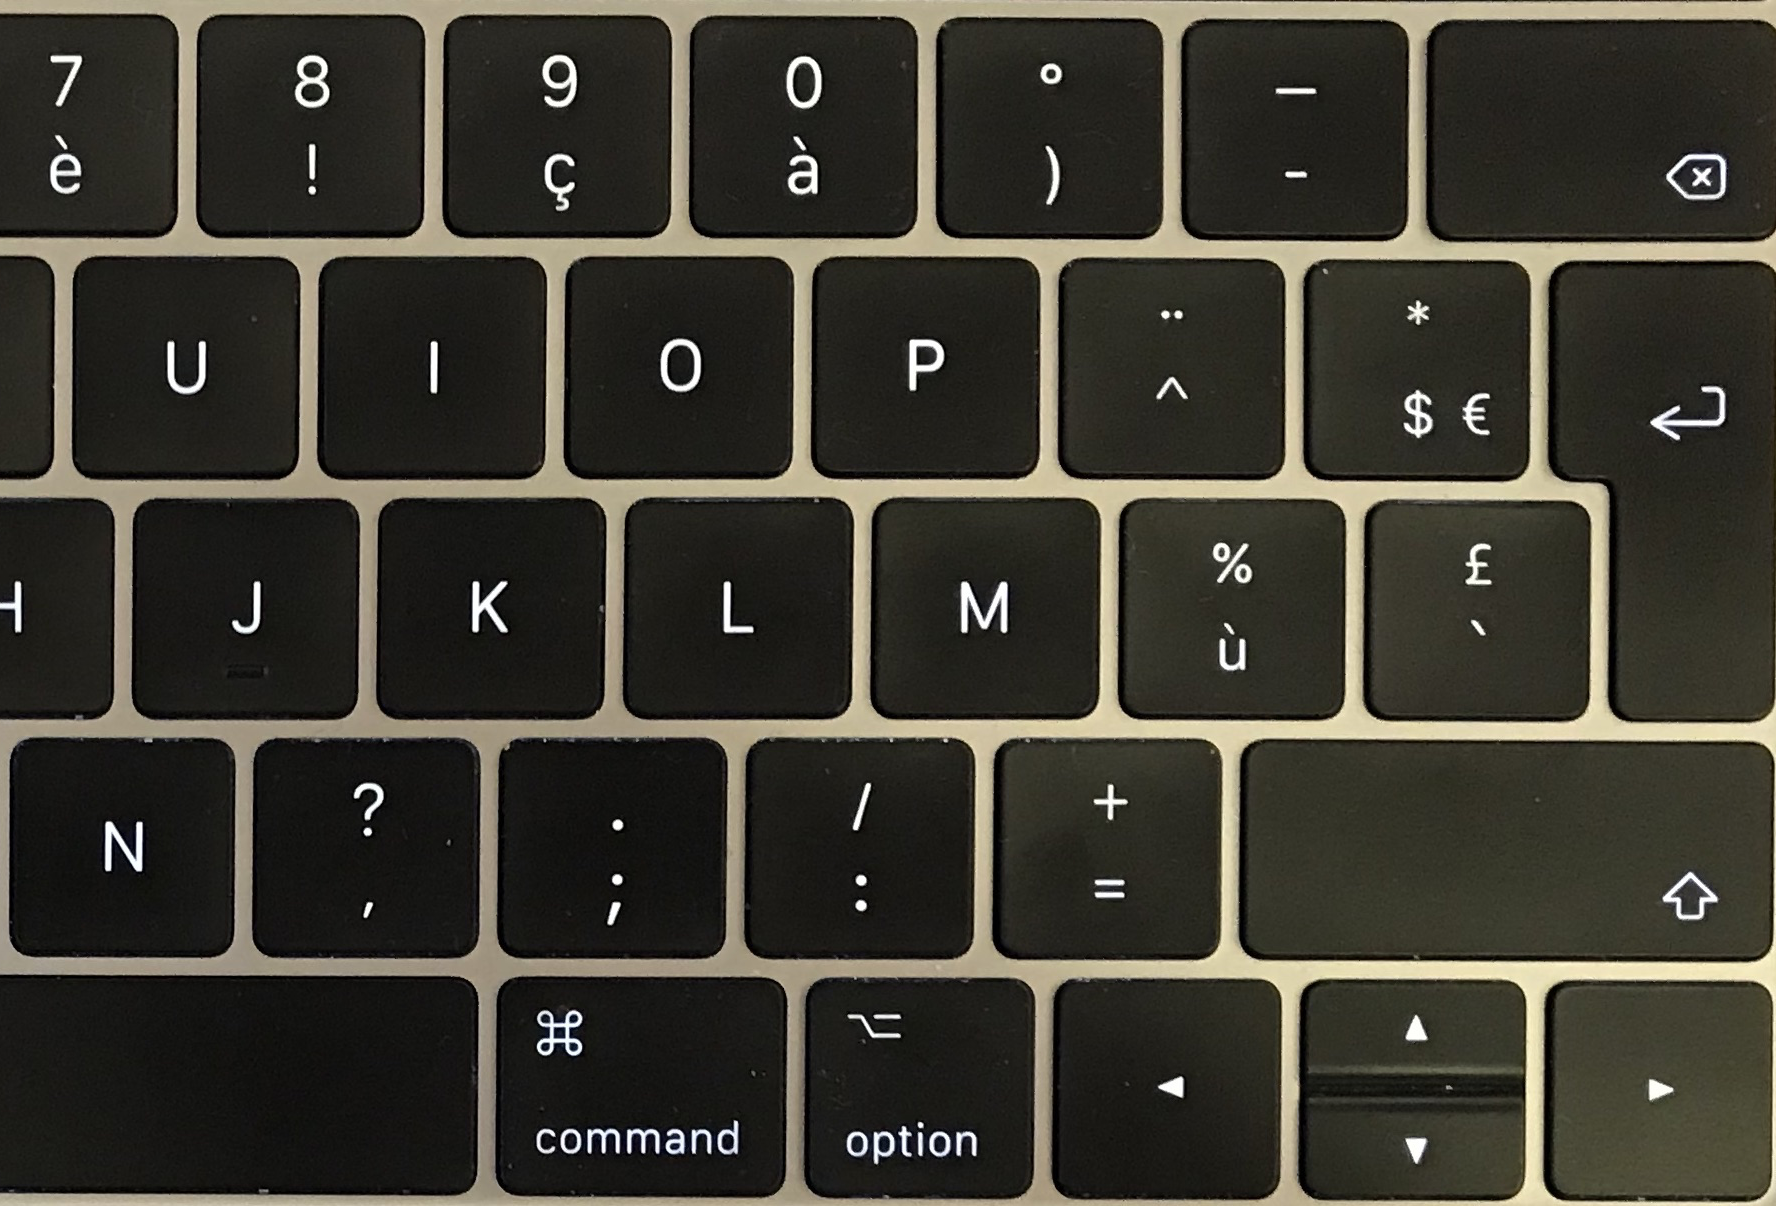 7 8 9 0 ° _
è ! ç à ) -
U I O P ¨ *
^ $ €
H J K L M % £
ù `
N ? . / +
, ; : =
⌘ ⌥
command option